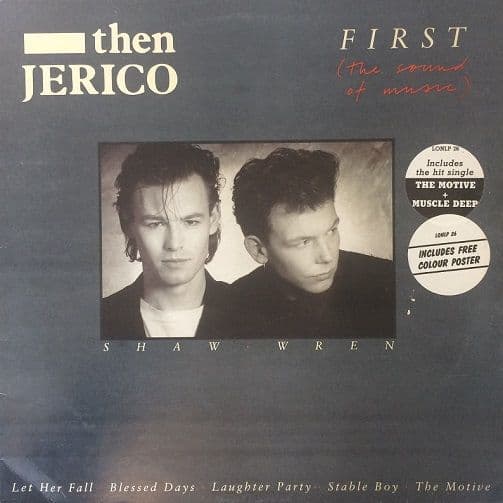 then
JERICO
FIRST
(the sound
of music)
LONLP 26
Includes
the hit single
THE MOTIVE
+
MUSCLE DEEP
LONLP 26
INCLUDES FREE
COLOUR POSTER
SHAW · WREN
Let Her Fall · Blessed Days · Laughter Party · Stable Boy · The Motive